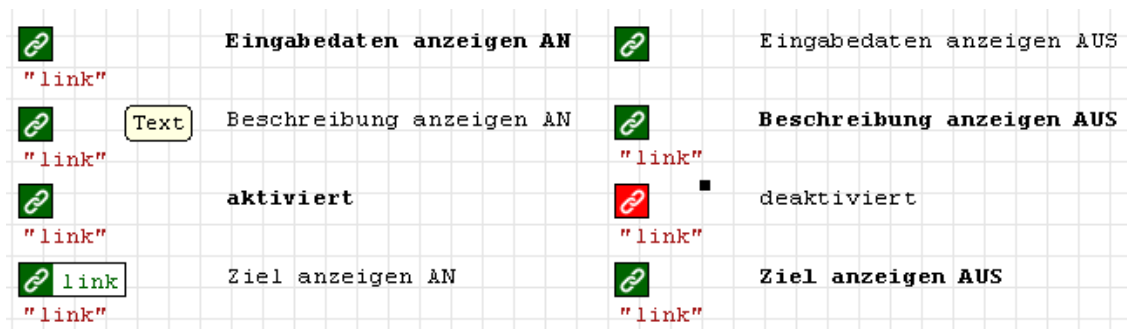 Eingabedaten anzeigen AN Eingabedaten anzeigen AUS
"link"
Text Beschreibung anzeigen AN Beschreibung anzeigen AUS
"link" "link"
aktiviert deaktiviert
"link" "link"
link Ziel anzeigen AN Ziel anzeigen AUS
"link" "link"